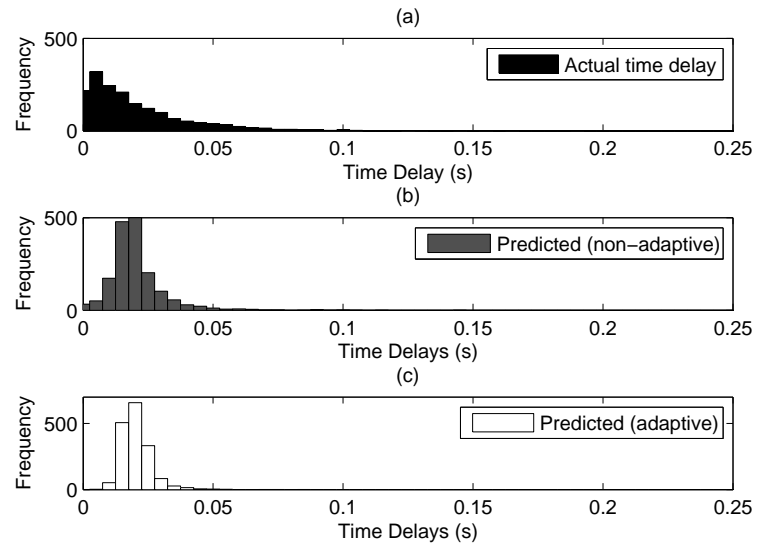 (a)
500
0
Frequency
Actual time delay
0 0.05 0.1 0.15 0.2 0.25
Time Delay (s)
(b)
500
0
Frequency
Predicted (non−adaptive)
0 0.05 0.1 0.15 0.2 0.25
Time Delays (s)
(c)
500
0
Frequency
Predicted (adaptive)
0 0.05 0.1 0.15 0.2 0.25
Time Delays (s)